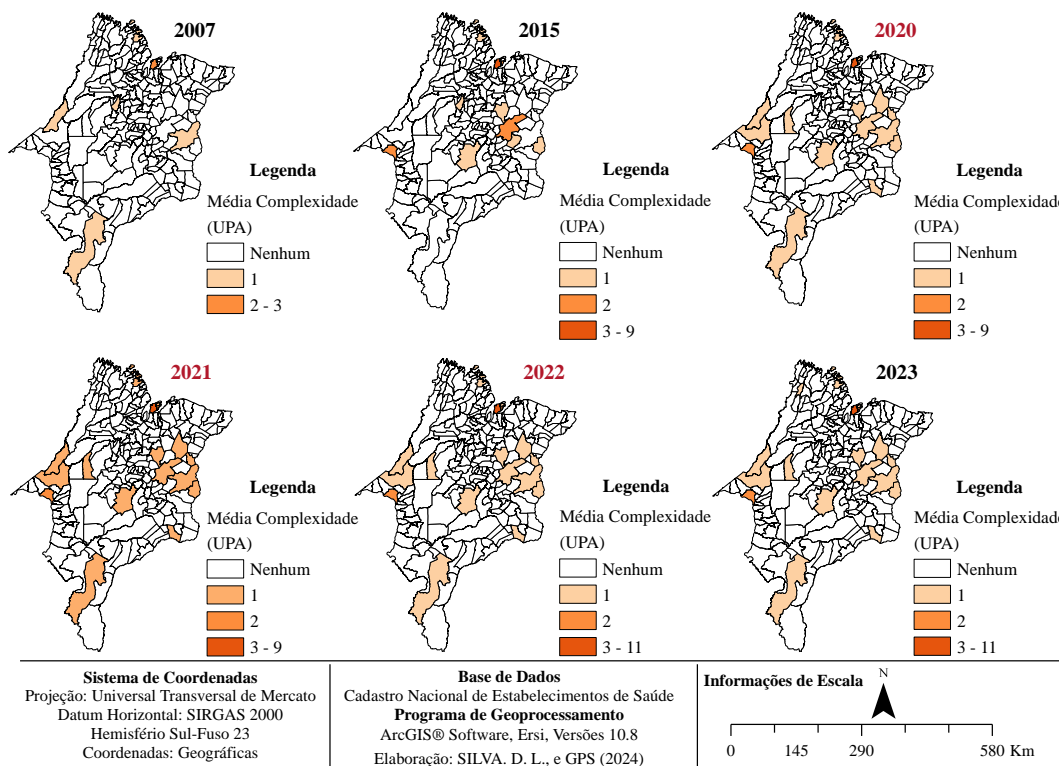 2007
Legenda
Média Complexidade
(UPA)
Nenhum
1
2 - 3
2015
Legenda
Média Complexidade
(UPA)
Nenhum
1
2
3 - 9
2020
Legenda
Média Complexidade
(UPA)
Nenhum
1
2
3 - 9
2021
Legenda
Média Complexidade
(UPA)
Nenhum
1
2
3 - 9
2022
Legenda
Média Complexidade
(UPA)
Nenhum
1
2
3 - 11
2023
Legenda
Média Complexidade
(UPA)
Nenhum
1
2
3 - 11
Sistema de Coordenadas
Projeção: Universal Transversal de Mercato
Datum Horizontal: SIRGAS 2000
Hemisfério Sul-Fuso 23
Coordenadas: Geográficas
Base de Dados
Cadastro Nacional de Estabelecimentos de Saúde
Programa de Geoprocessamento
ArcGIS® Software, Ersi, Versões 10.8
Elaboração: SILVA. D. L., e GPS (2024)
Informações de Escala
N
0 145 290 580 Km